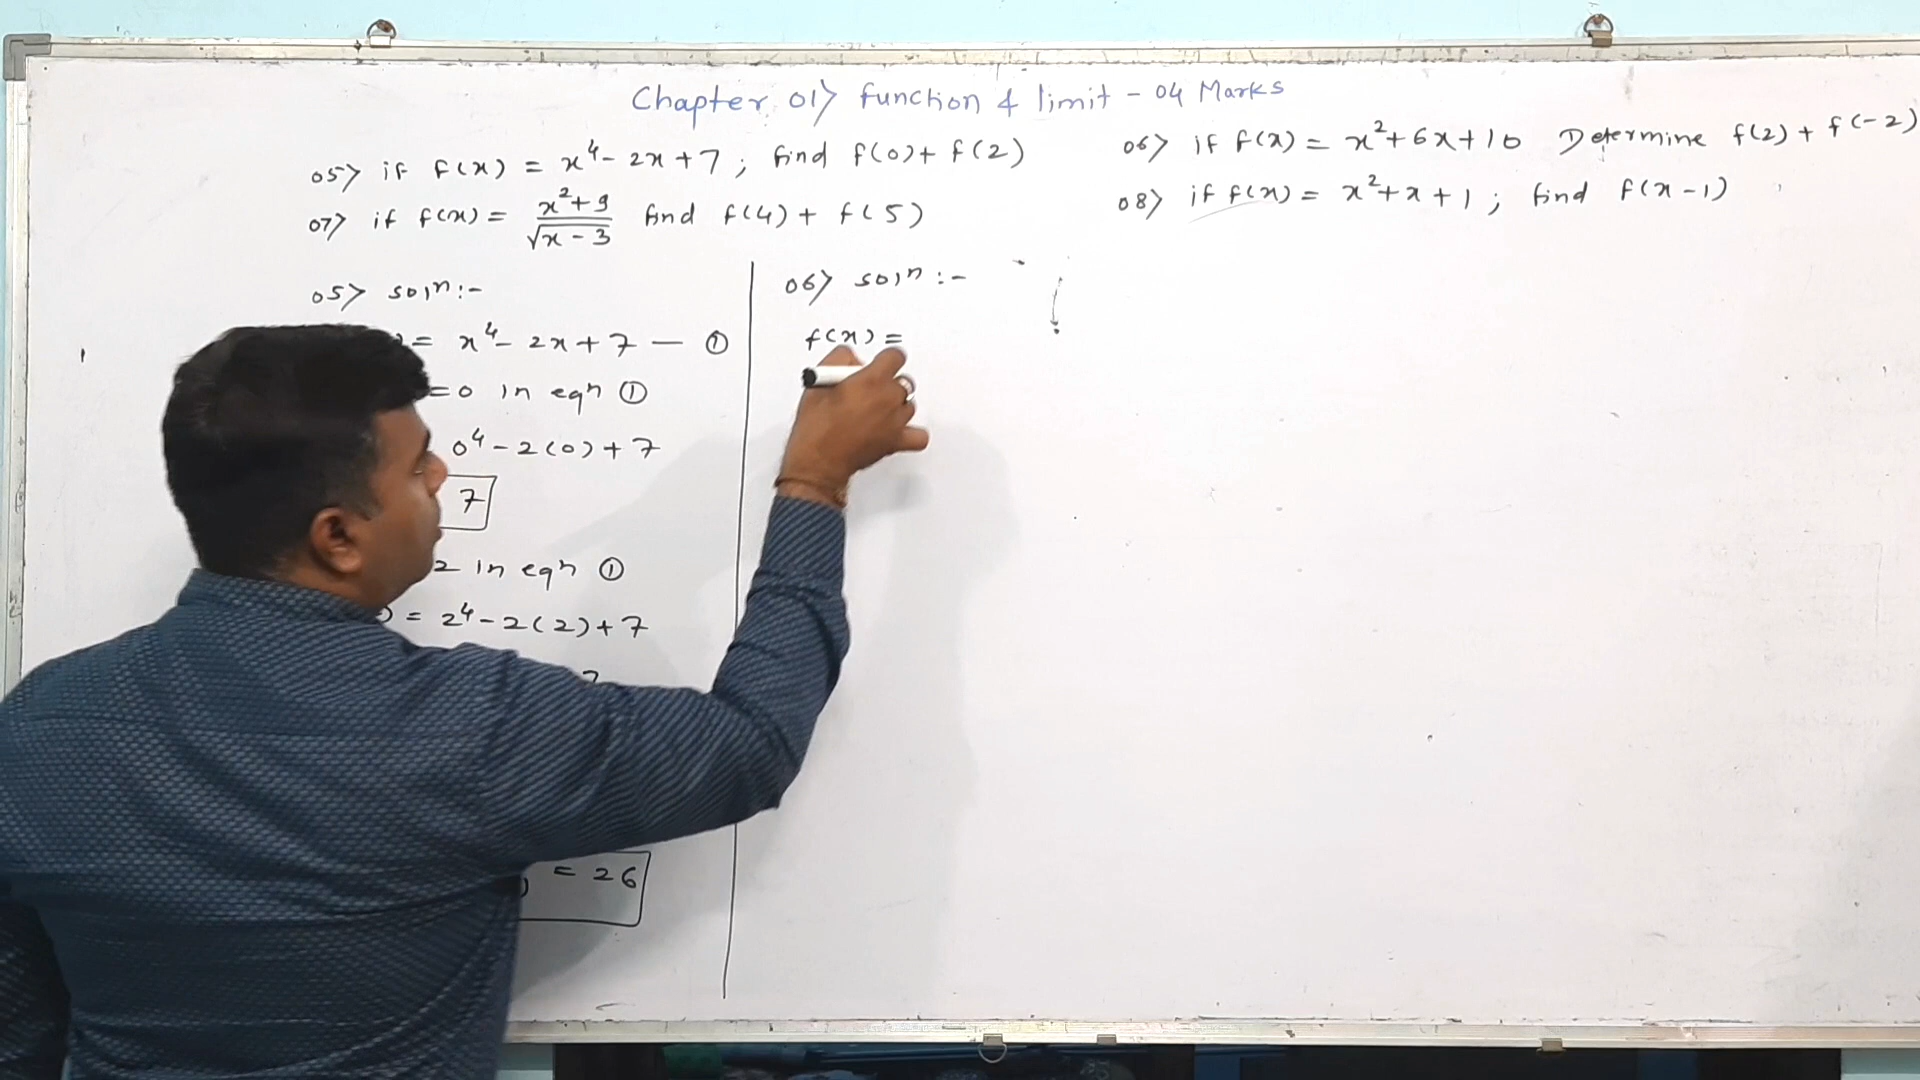 Chapter 01> function & limit - 04 Marks
05> if f(x) = x⁴- 2x+7 ; find f(0)+ f(2)
07> if f(x) = x²+9/√x-3 find f(4)+ f(5)
06> if f(x) = x²+6x+10 Determine f(2)+ f(-2)
08> if f(x) = x²+x+1 ; find f(x-1)
05> soln:-
= x⁴- 2x+7 — ①
=0 in eqn ①
0⁴-2(0)+7
7
2 in eqn ①
) = 2⁴-2(2)+7
) = 26
06> soln :-
f(x) =